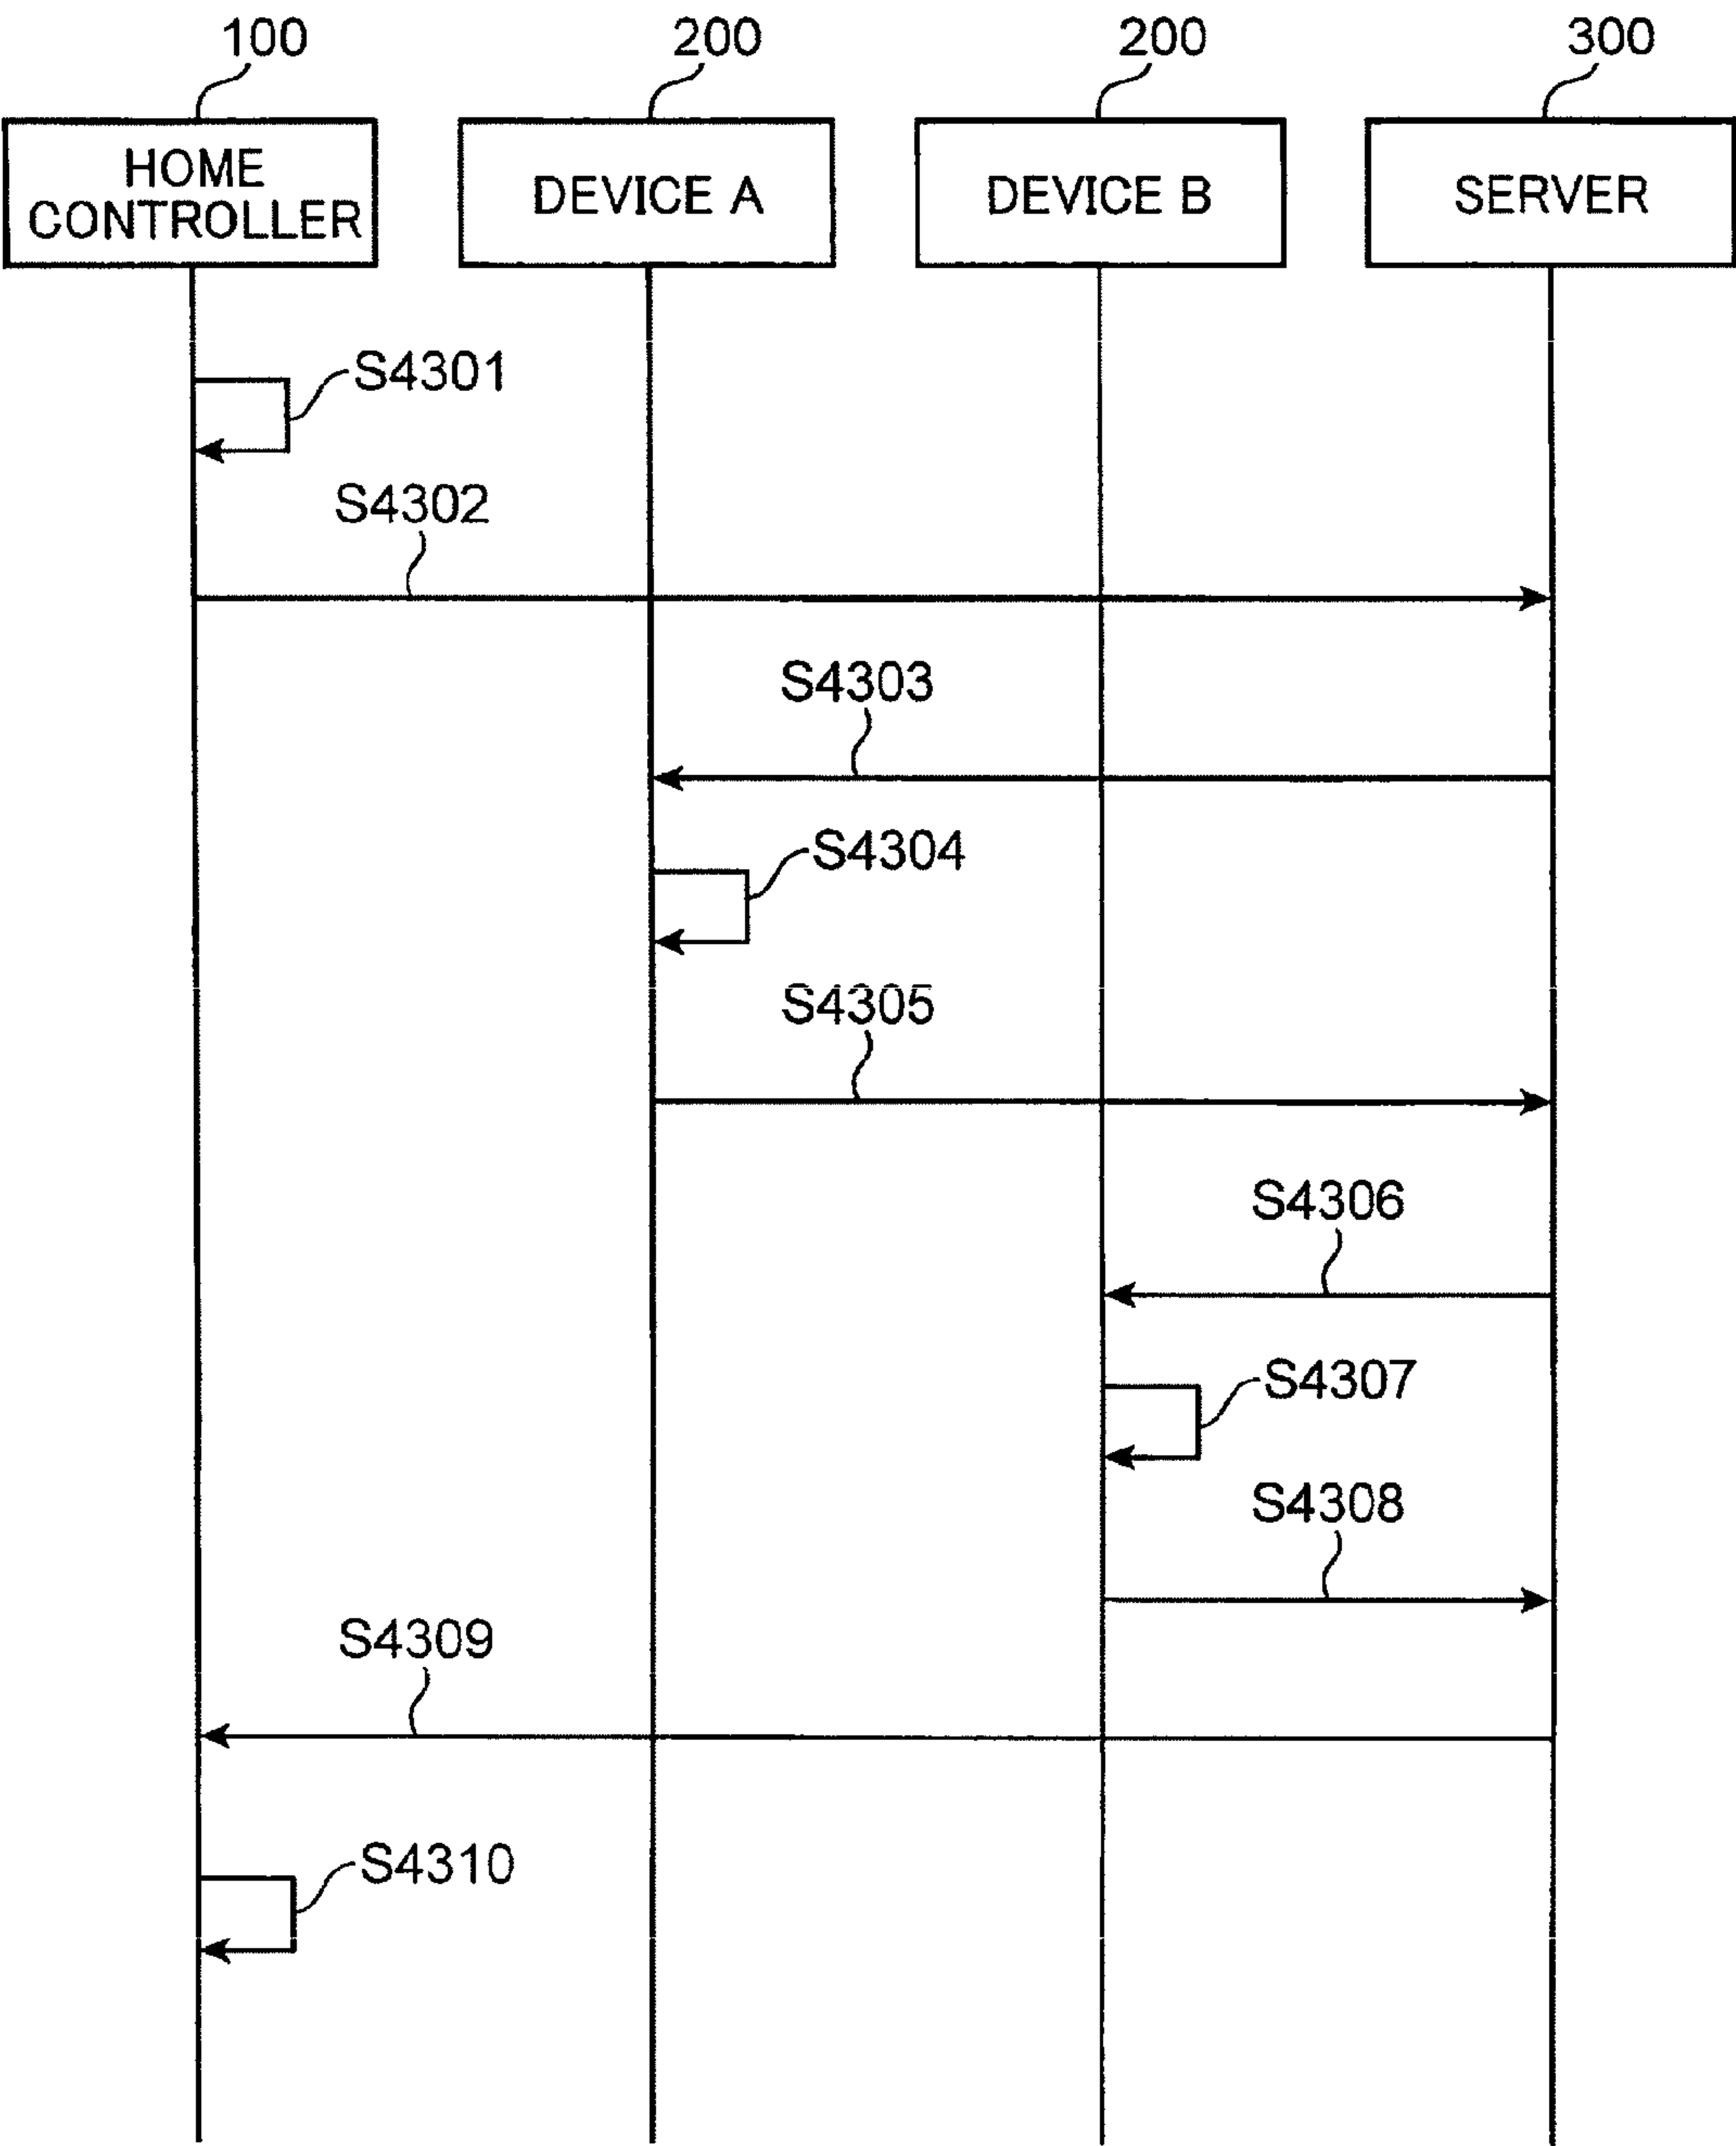 100
200
200
300
HOME
CONTROLLER
DEVICE A
DEVICE B
SERVER
S4301
S4302
S4303
S4304
S4305
S4306
S4307
S4308
S4309
S4310